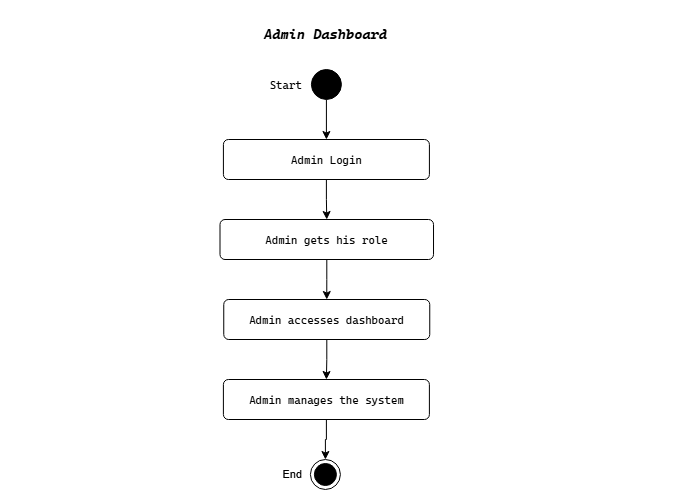 Admin Dashboard
Start
Admin Login
Admin gets his role
Admin accesses dashboard
Admin manages the system
End